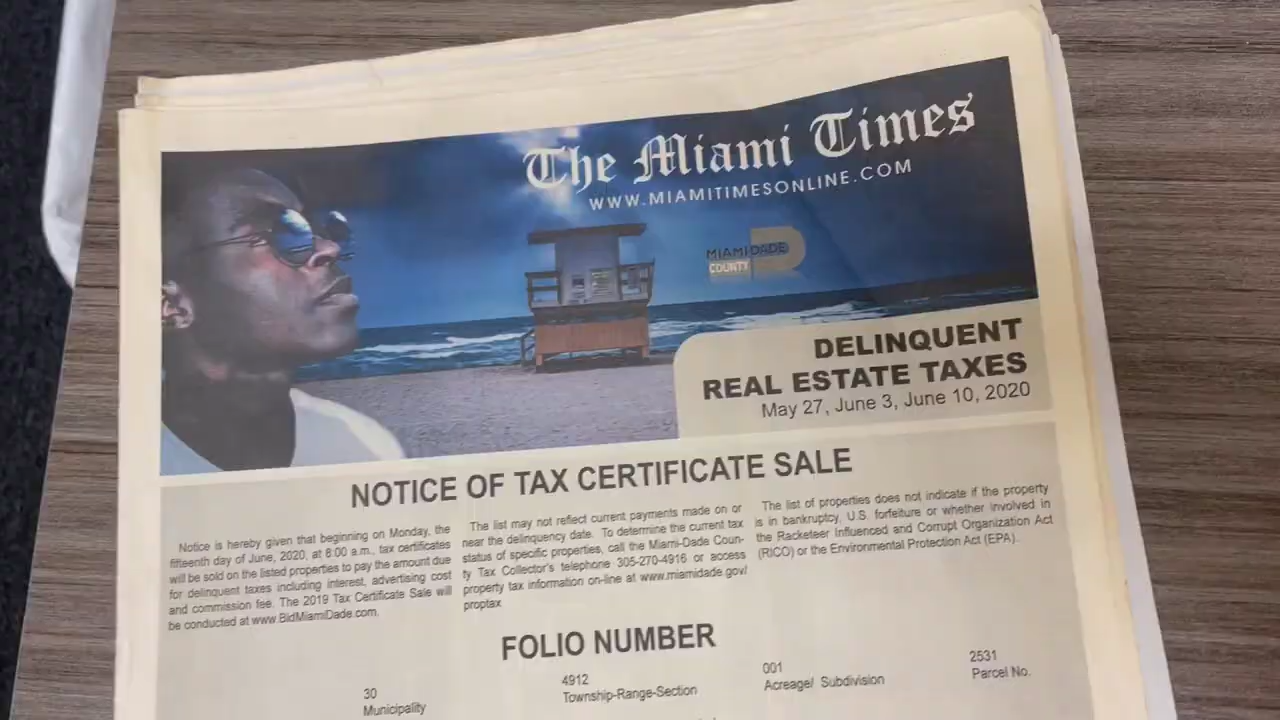 The Miami Times
WWW.MIAMITIMESONLINE.COM
MIAMI-DADE
COUNTY
DELINQUENT
REAL ESTATE TAXES
May 27, June 3, June 10, 2020
NOTICE OF TAX CERTIFICATE SALE
Notice is hereby given that beginning on Monday, the
fifteenth day of June, 2020, at 8:00 a.m., tax certificates
will be sold on the listed properties to pay the amount due
for delinquent taxes including interest, advertising cost
and commission fee. The 2019 Tax Certificate Sale will
be conducted at www.BidMiamiDade.com.
The list may not reflect current payments made on or
near the delinquency date. To determine the current tax
status of specific properties, call the Miami-Dade Coun-
ty Tax Collector's telephone 305-270-4916 or access
property tax information on-line at www.miamidade.gov/
proptax
The list of properties does not indicate if the property
is in bankruptcy, U.S. forfeiture or whether involved in
the Racketeer Influenced and Corrupt Organization Act
(RICO) or the Environmental Protection Act (EPA).
FOLIO NUMBER
30
Municipality
4912
Township-Range-Section
001
Acreage/ Subdivision
2531
Parcel No.